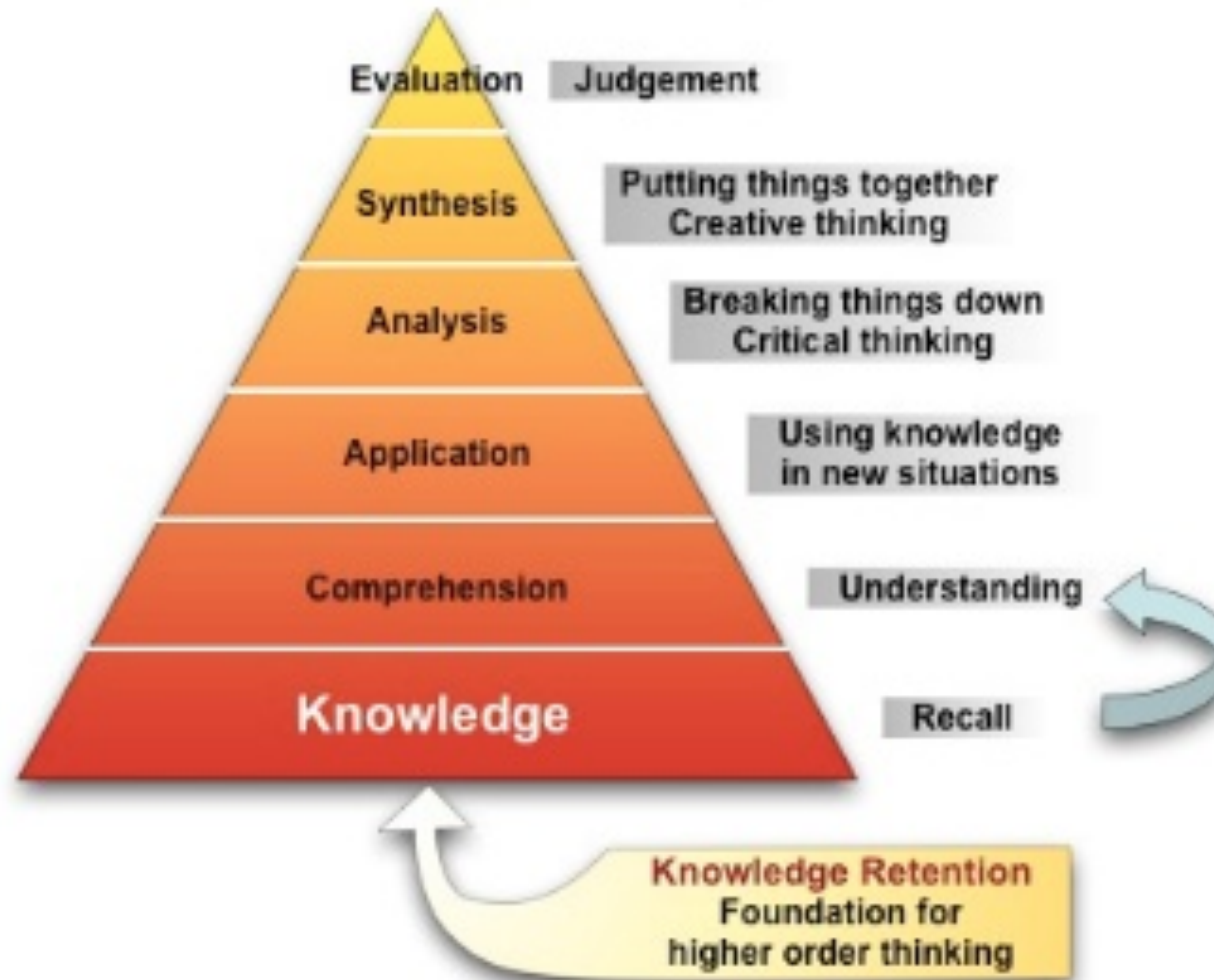 Evaluation
Judgement
Synthesis
Putting things together
Creative thinking
Analysis
Breaking things down
Critical thinking
Application
Using knowledge
in new situations
Comprehension
Understanding
Knowledge
Recall
Knowledge Retention
Foundation for
higher order thinking